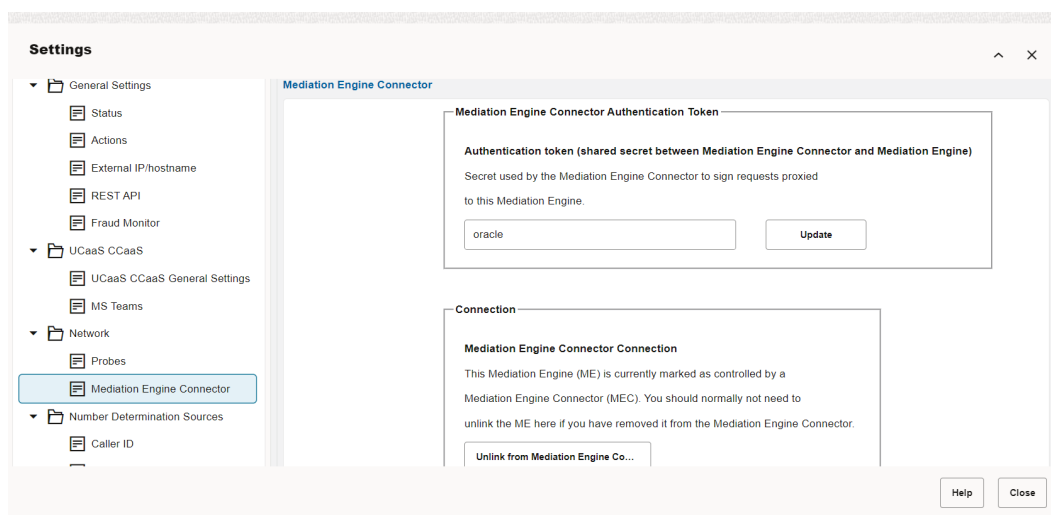 Settings
General Settings
Status
Actions
External IP/hostname
REST API
Fraud Monitor
UCaaS CCaaS
UCaaS CCaaS General Settings
MS Teams
Network
Probes
Mediation Engine Connector
Number Determination Sources
Caller ID
Mediation Engine Connector
Mediation Engine Connector Authentication Token
Authentication token (shared secret between Mediation Engine Connector and Mediation Engine)
Secret used by the Mediation Engine Connector to sign requests proxied
to this Mediation Engine.
oracle
Update
Connection
Mediation Engine Connector Connection
This Mediation Engine (ME) is currently marked as controlled by a
Mediation Engine Connector (MEC). You should normally not need to
unlink the ME here if you have removed it from the Mediation Engine Connector.
Unlink from Mediation Engine Co...
Help
Close